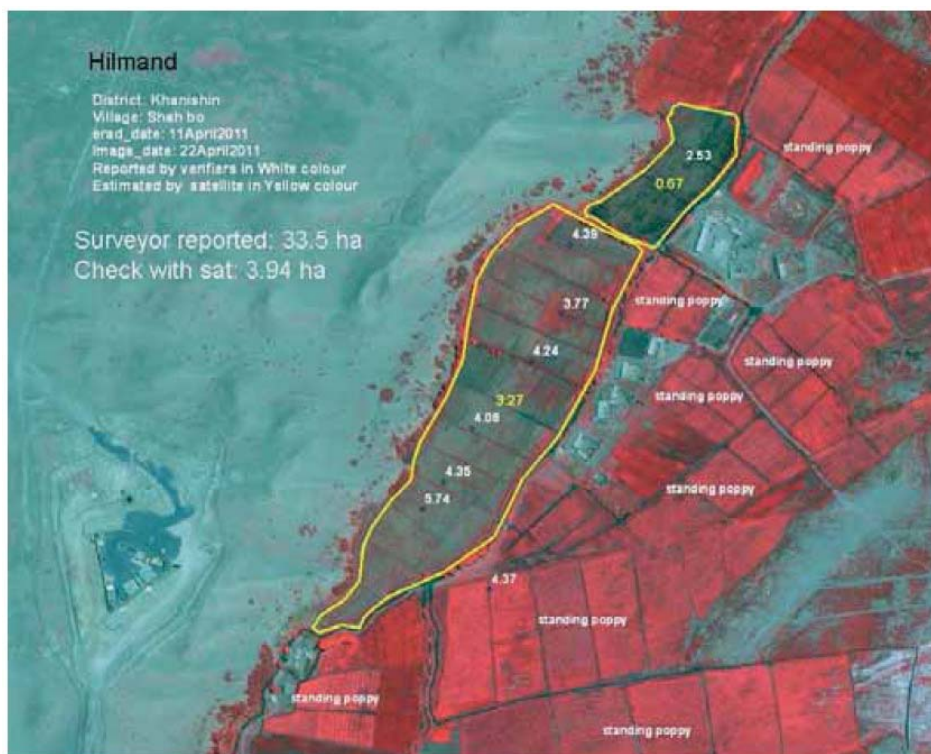 Hilmand
District: Khanishin
Village: Shah bo
erad_date: 11April2011
Image_date: 22April2011
Reported by verifiers in White colour
Estimated by satellite in Yellow colour
Surveyor reported: 33.5 ha
Check with sat: 3.94 ha
2.53
standing poppy
0.67
4.39
3.77
standing poppy
4.24
standing poppy
3.27
standing poppy
4.08
4.35
5.74
standing poppy
4.37
standing poppy
standing poppy
standing poppy